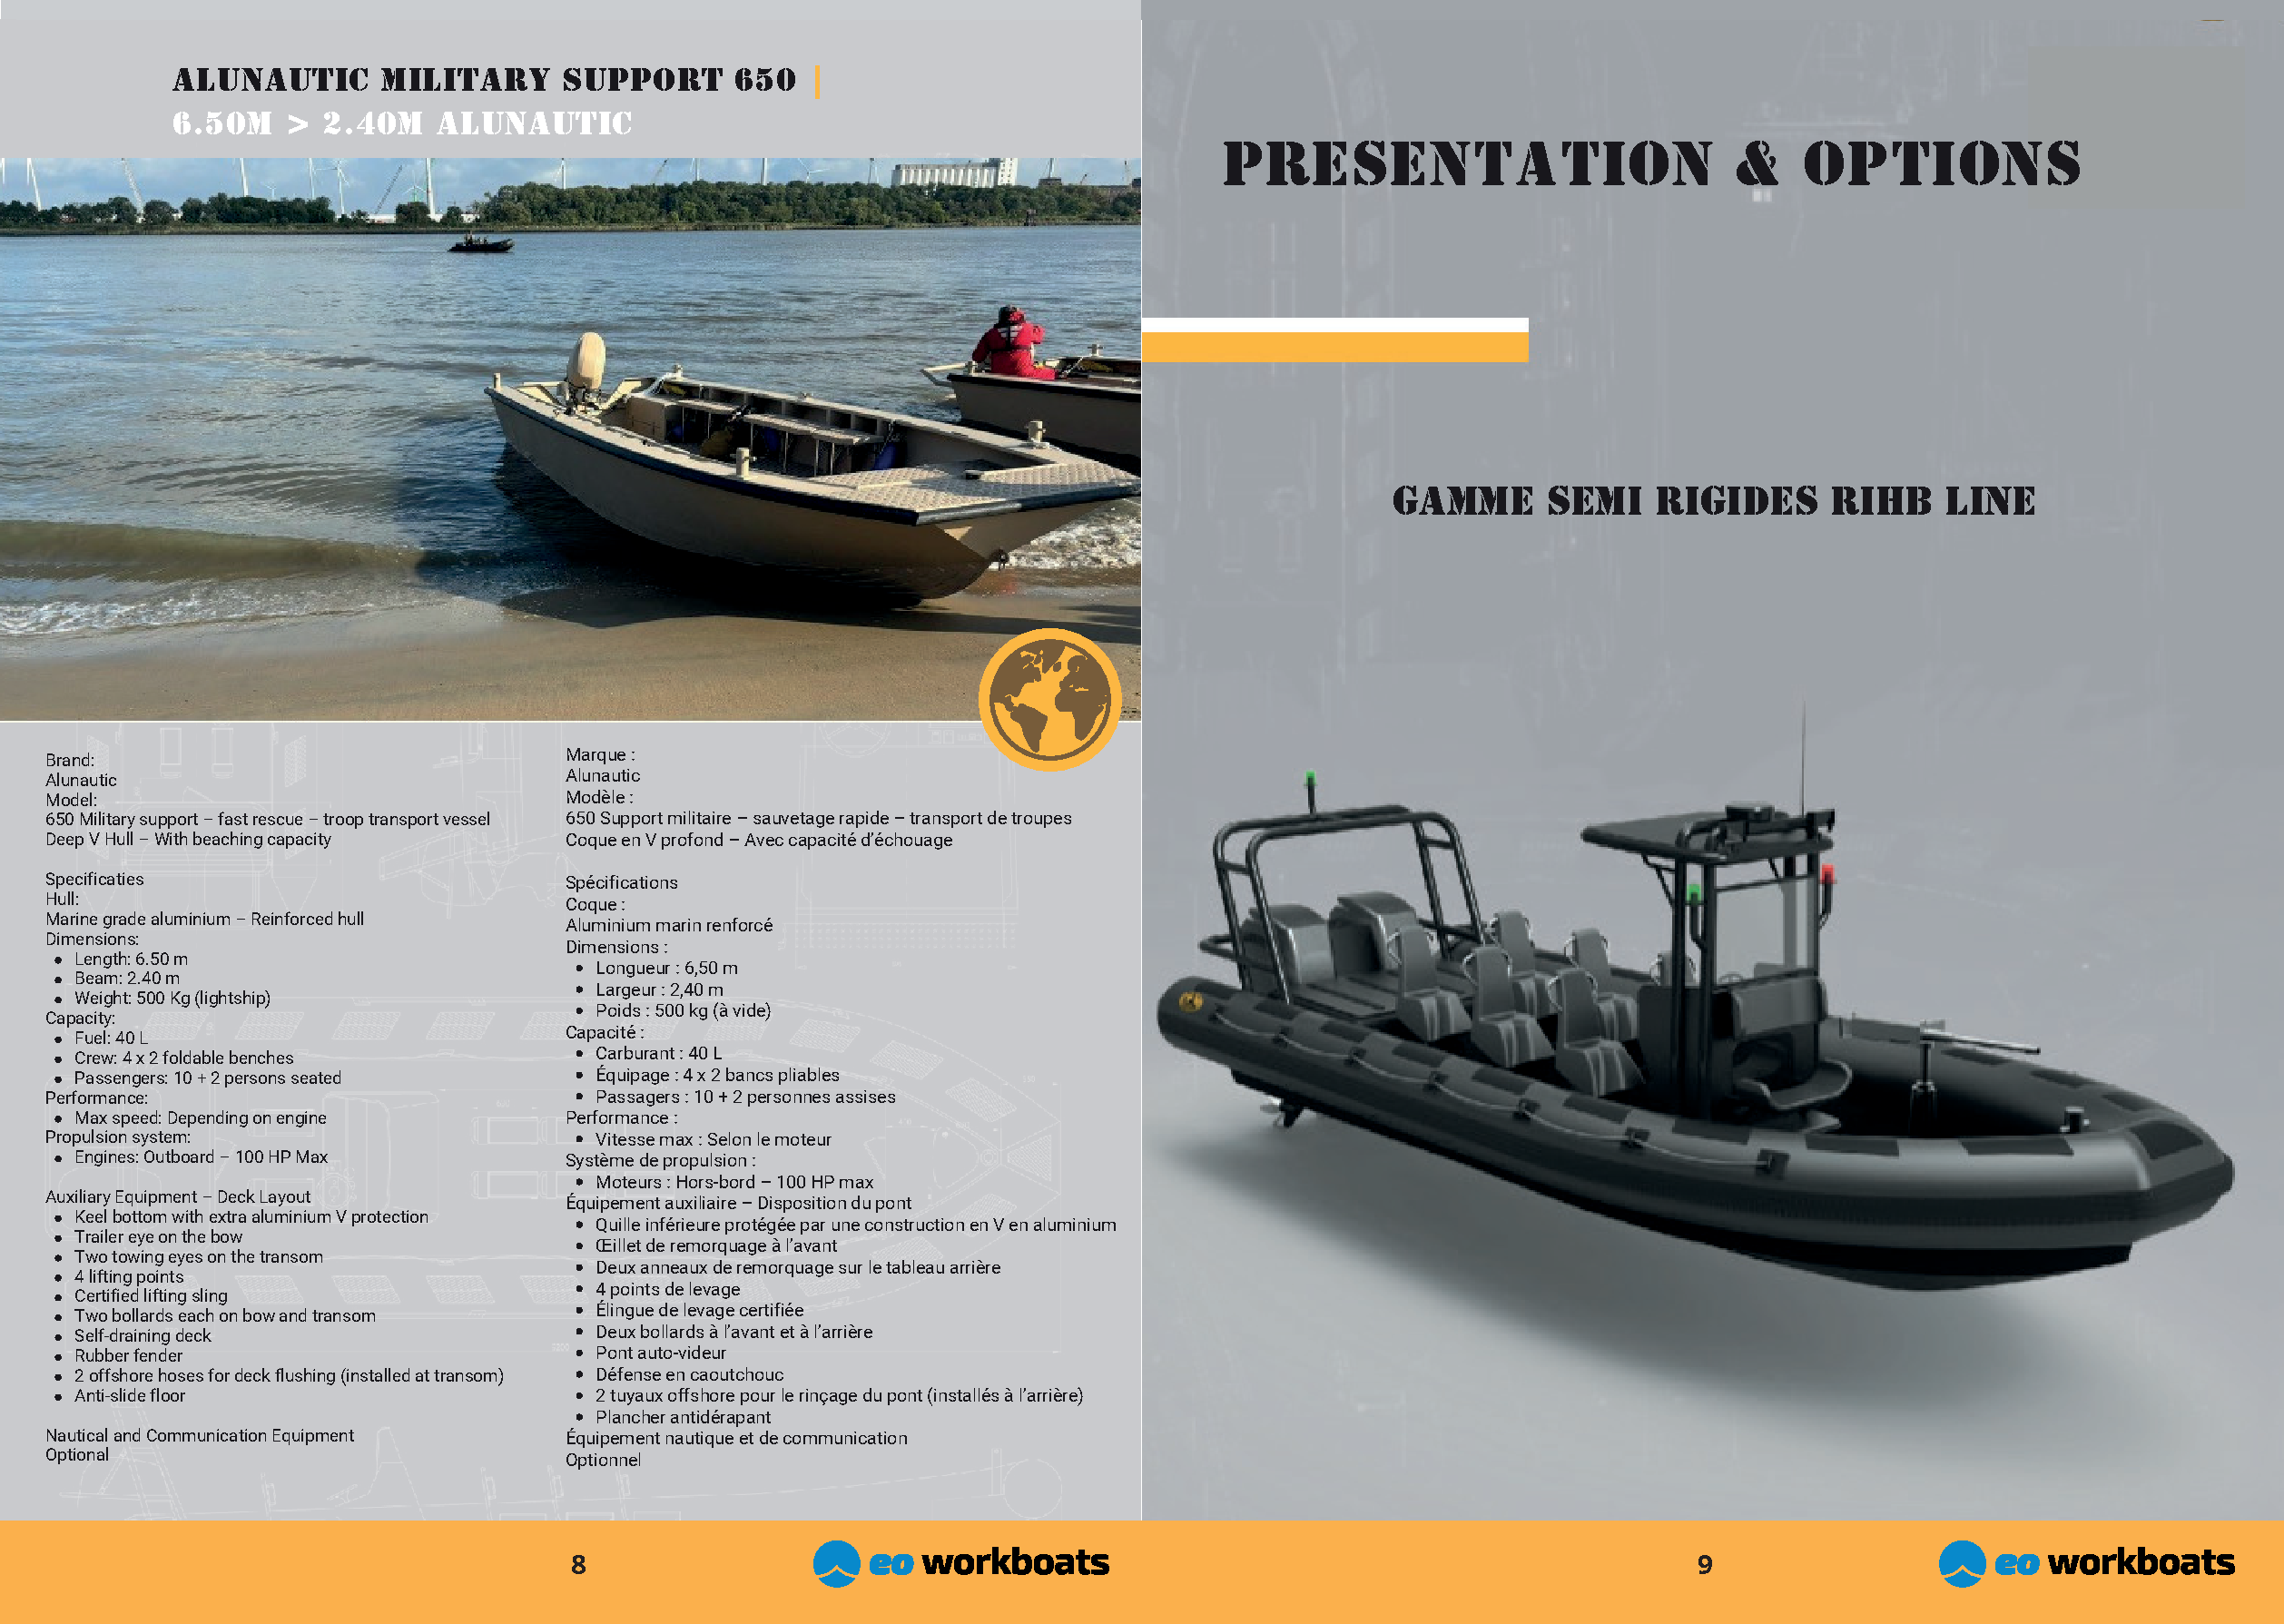 ALUNAUTIC MILITARY SUPPORT 650 |
6.50M > 2.40M ALUNAUTIC
Brand:
Alunautic
Model:
650 Military support – fast rescue – troop transport vessel
Deep V Hull – With beaching capacity
Specificaties
Hull:
Marine grade aluminium – Reinforced hull
Dimensions:
• Length: 6.50 m
• Beam: 2.40 m
• Weight: 500 Kg (lightship)
Capacity:
• Fuel: 40 L
• Crew: 4 x 2 foldable benches
• Passengers: 10 + 2 persons seated
Performance:
• Max speed: Depending on engine
Propulsion system:
• Engines: Outboard – 100 HP Max
Auxiliary Equipment – Deck Layout
• Keel bottom with extra aluminium V protection
• Trailer eye on the bow
• Two towing eyes on the transom
• 4 lifting points
• Certified lifting sling
• Two bollards each on bow and transom
• Self-draining deck
• Rubber fender
• 2 offshore hoses for deck flushing (installed at transom)
• Anti-slide floor
Nautical and Communication Equipment
Optional
Marque :
Alunautic
Modèle :
650 Support militaire – sauvetage rapide – transport de troupes
Coque en V profond – Avec capacité d’échouage
Spécifications
Coque :
Aluminium marin renforcé
Dimensions :
• Longueur : 6,50 m
• Largeur : 2,40 m
• Poids : 500 kg (à vide)
Capacité :
• Carburant : 40 L
• Équipage : 4 x 2 bancs pliables
• Passagers : 10 + 2 personnes assises
Performance :
• Vitesse max : Selon le moteur
Système de propulsion :
• Moteurs : Hors-bord – 100 HP max
Équipement auxiliaire – Disposition du pont
• Quille inférieure protégée par une construction en V en aluminium
• Œillet de remorquage à l’avant
• Deux anneaux de remorquage sur le tableau arrière
• 4 points de levage
• Élingue de levage certifiée
• Deux bollards à l’avant et à l’arrière
• Pont auto-videur
• Défense en caoutchouc
• 2 tuyaux offshore pour le rinçage du pont (installés à l’arrière)
• Plancher antidérapant
Équipement nautique et de communication
Optionnel
8
eo workboats
PRESENTATION & OPTIONS
GAMME SEMI RIGIDES RIHB LINE
9
eo workboats